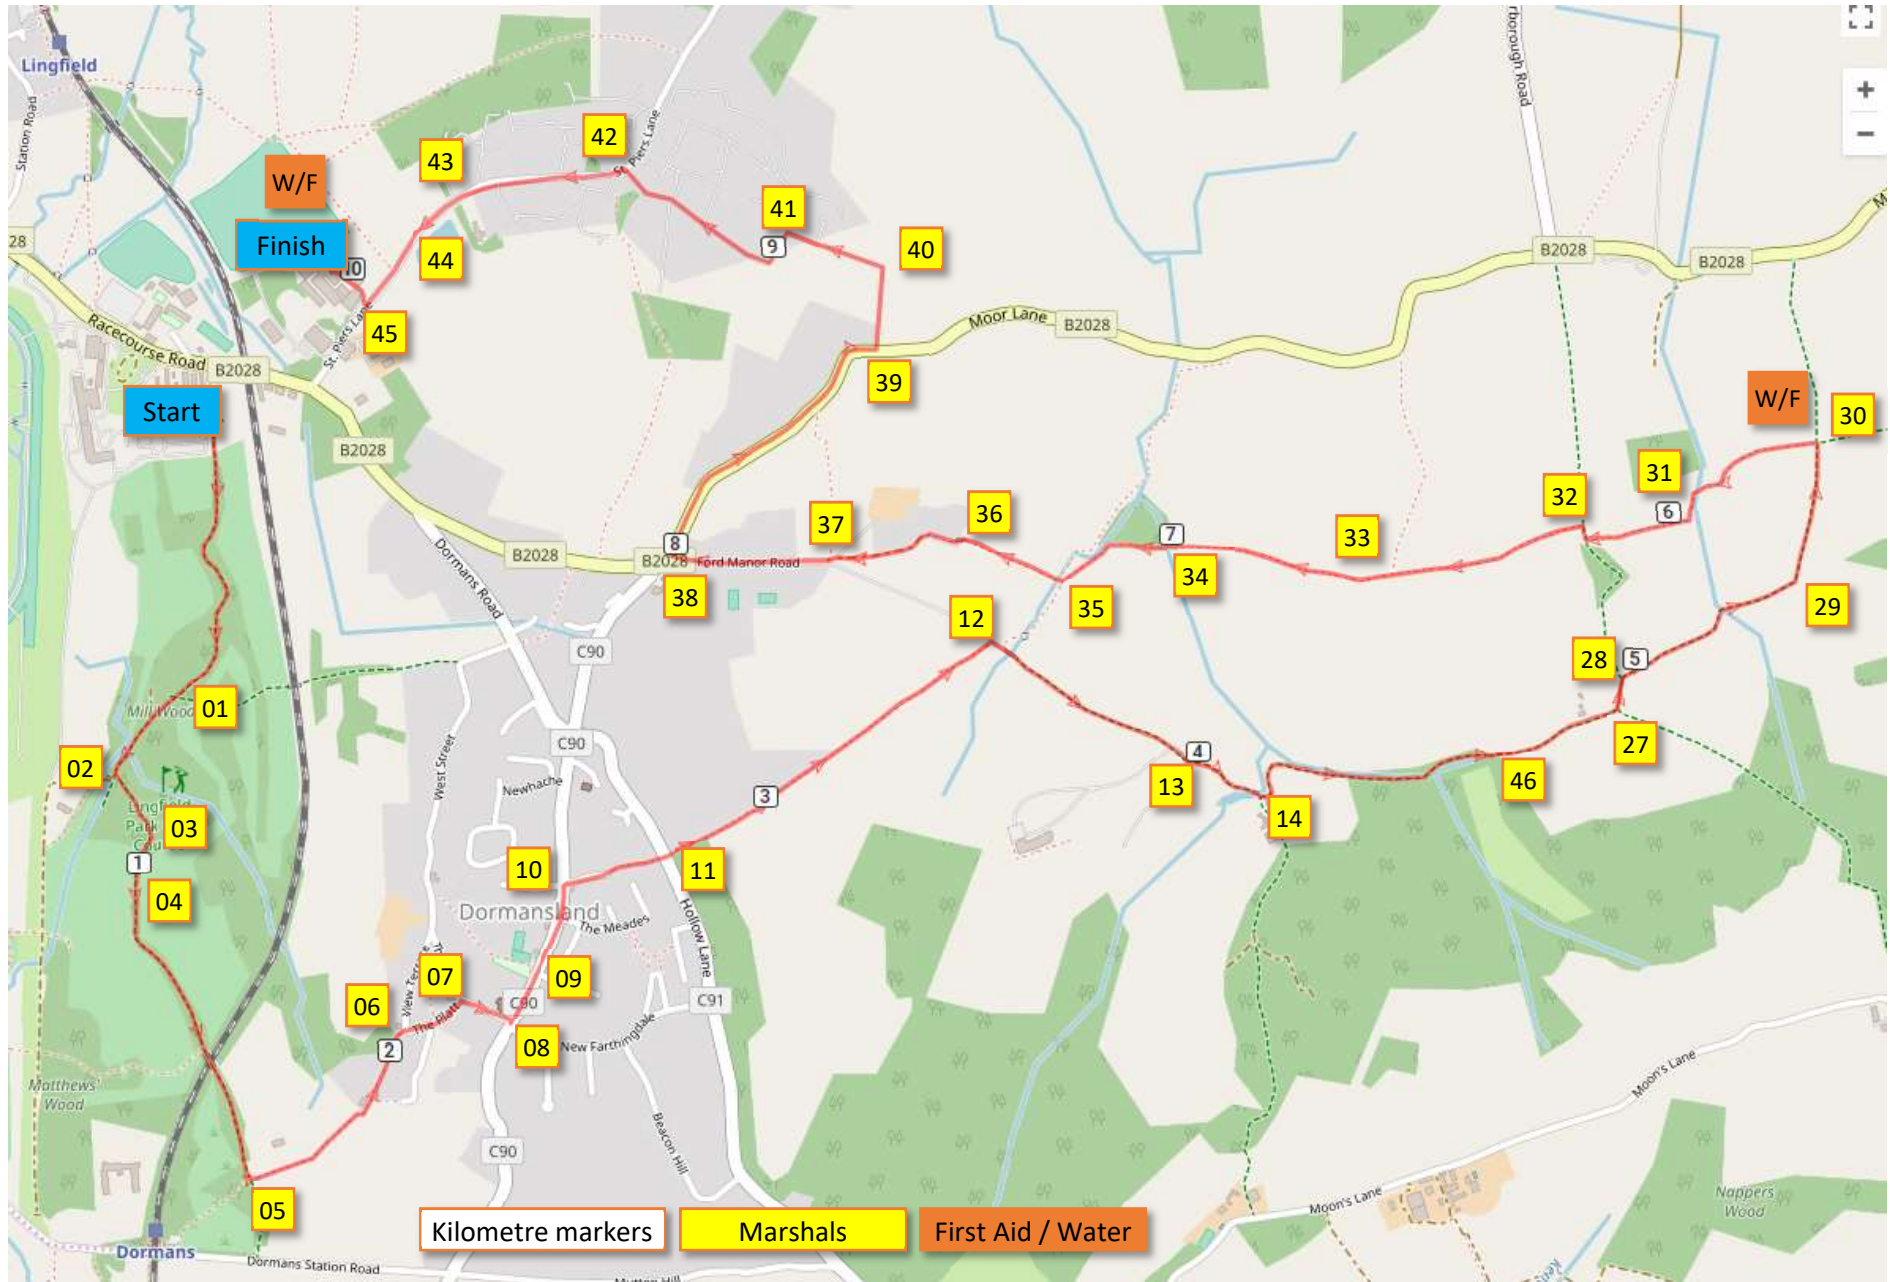 Lingfield
Station Road
W/F
Finish
10
43
42
St. Piers Lane
41
9
40
44
45
St. Piers Lane
28
Racecourse Road
B2028
Start
B2028
Moor Lane
B2028
B2028
B2028
39
W/F
30
31
32
6
33
7
34
35
36
37
8
B2028
B2028
Ford Manor Road
38
Dormans Road
12
C90
29
28
5
27
01
Mill Wood
02
03
Lingfield
Park
1
04
West Street
C90
Newhache
3
4
13
14
46
10
11
Dormansland
The Meades
Hollow Lane
09
07
06
C90
The Platt
2
08
New Farthingdale
C91
Matthews'
Wood
Beacon Hill
C90
05
Dormans
Dormans Station Road
Moon's Lane
Moon's Lane
Nappers
Wood
Kilometre markers
Marshals
First Aid / Water